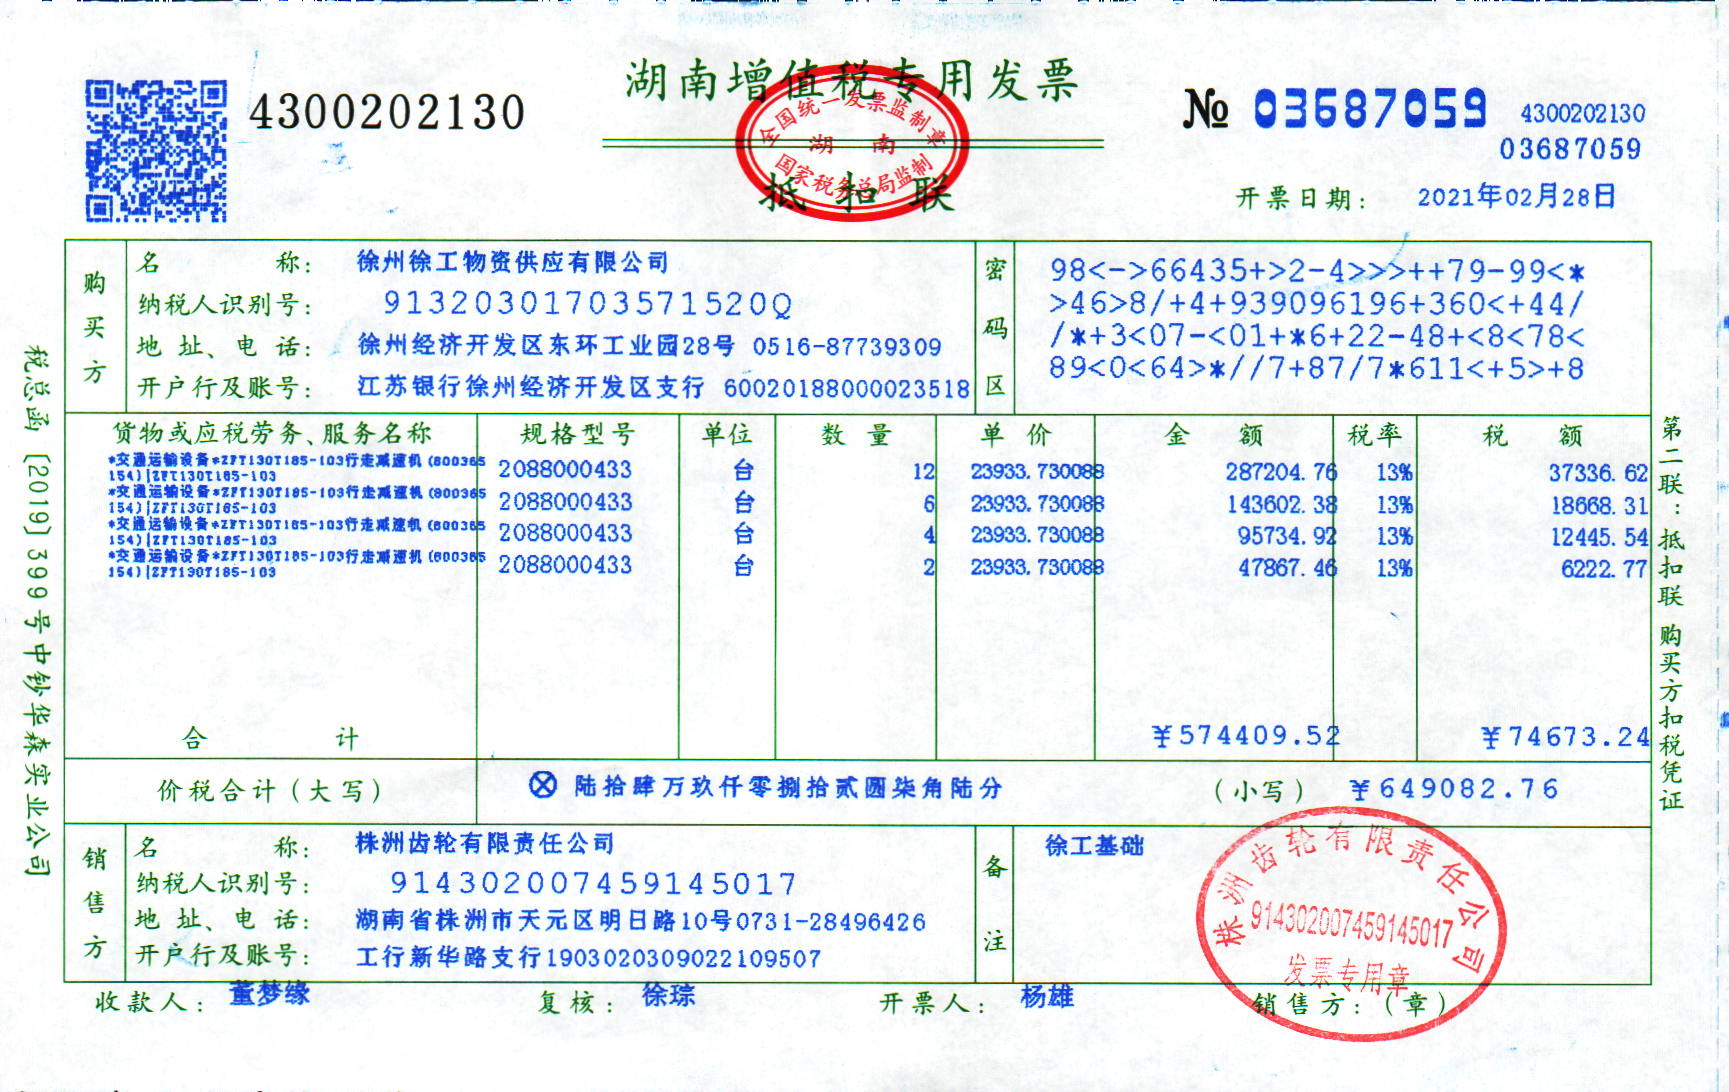 湖南增值税专用发票
4300202130
№ 03687059
4300202130
03687059
全国统一发票监制章
湖 南
国家税务总局监制
抵扣联
开票日期: 2021年02月28日
购买方
名 称: 徐州徐工物资供应有限公司
纳税人识别号: 91320301703571520Q
地 址、电 话: 徐州经济开发区东环工业园28号 0516-87739309
开户行及账号: 江苏银行徐州经济开发区支行 60020188000023518
密码区
98<->66435+>2-4>>>++79-99<*
>46>8/+4+939096196+360<+44/
/*+3<07-<01+*6+22-48+<8<78<
89<0<64>*//7+87/7*611<+5>+8
货物或应税劳务、服务名称 规格型号 单位 数 量 单 价 金 额 税率 税 额
*交通运输设备*ZFT130T185-103行走减速机(800365 2088000433 台 12 23933.730088 287204.76 13% 37336.62
154)|ZFT130T185-103
*交通运输设备*ZFT130T185-103行走减速机(800365 2088000433 台 6 23933.730088 143602.38 13% 18668.31
154)|ZFT130T185-103
*交通运输设备*ZFT130T185-103行走减速机(800365 2088000433 台 4 23933.730088 95734.92 13% 12445.54
154)|ZFT130T185-103
*交通运输设备*ZFT130T185-103行走减速机(800365 2088000433 台 2 23933.730088 47867.46 13% 6222.77
154)|ZFT130T185-103
合 计 ¥574409.52 ¥74673.24
价税合计(大写) ⊗ 陆拾肆万玖仟零捌拾贰圆柒角陆分 (小写) ¥649082.76
销售方
名 称: 株洲齿轮有限责任公司
纳税人识别号: 914302007459145017
地 址、电 话: 湖南省株洲市天元区明日路10号0731-28496426
开户行及账号: 工行新华路支行1903020309022109507
备注
徐工基础
株洲齿轮有限责任公司
914302007459145017
发票专用章
收款人: 董梦缘 复核: 徐琮 开票人: 杨雄 销售方:(章)
税总函〔2019〕399号中钞华森实业公司
第二联:抵扣联 购买方扣税凭证